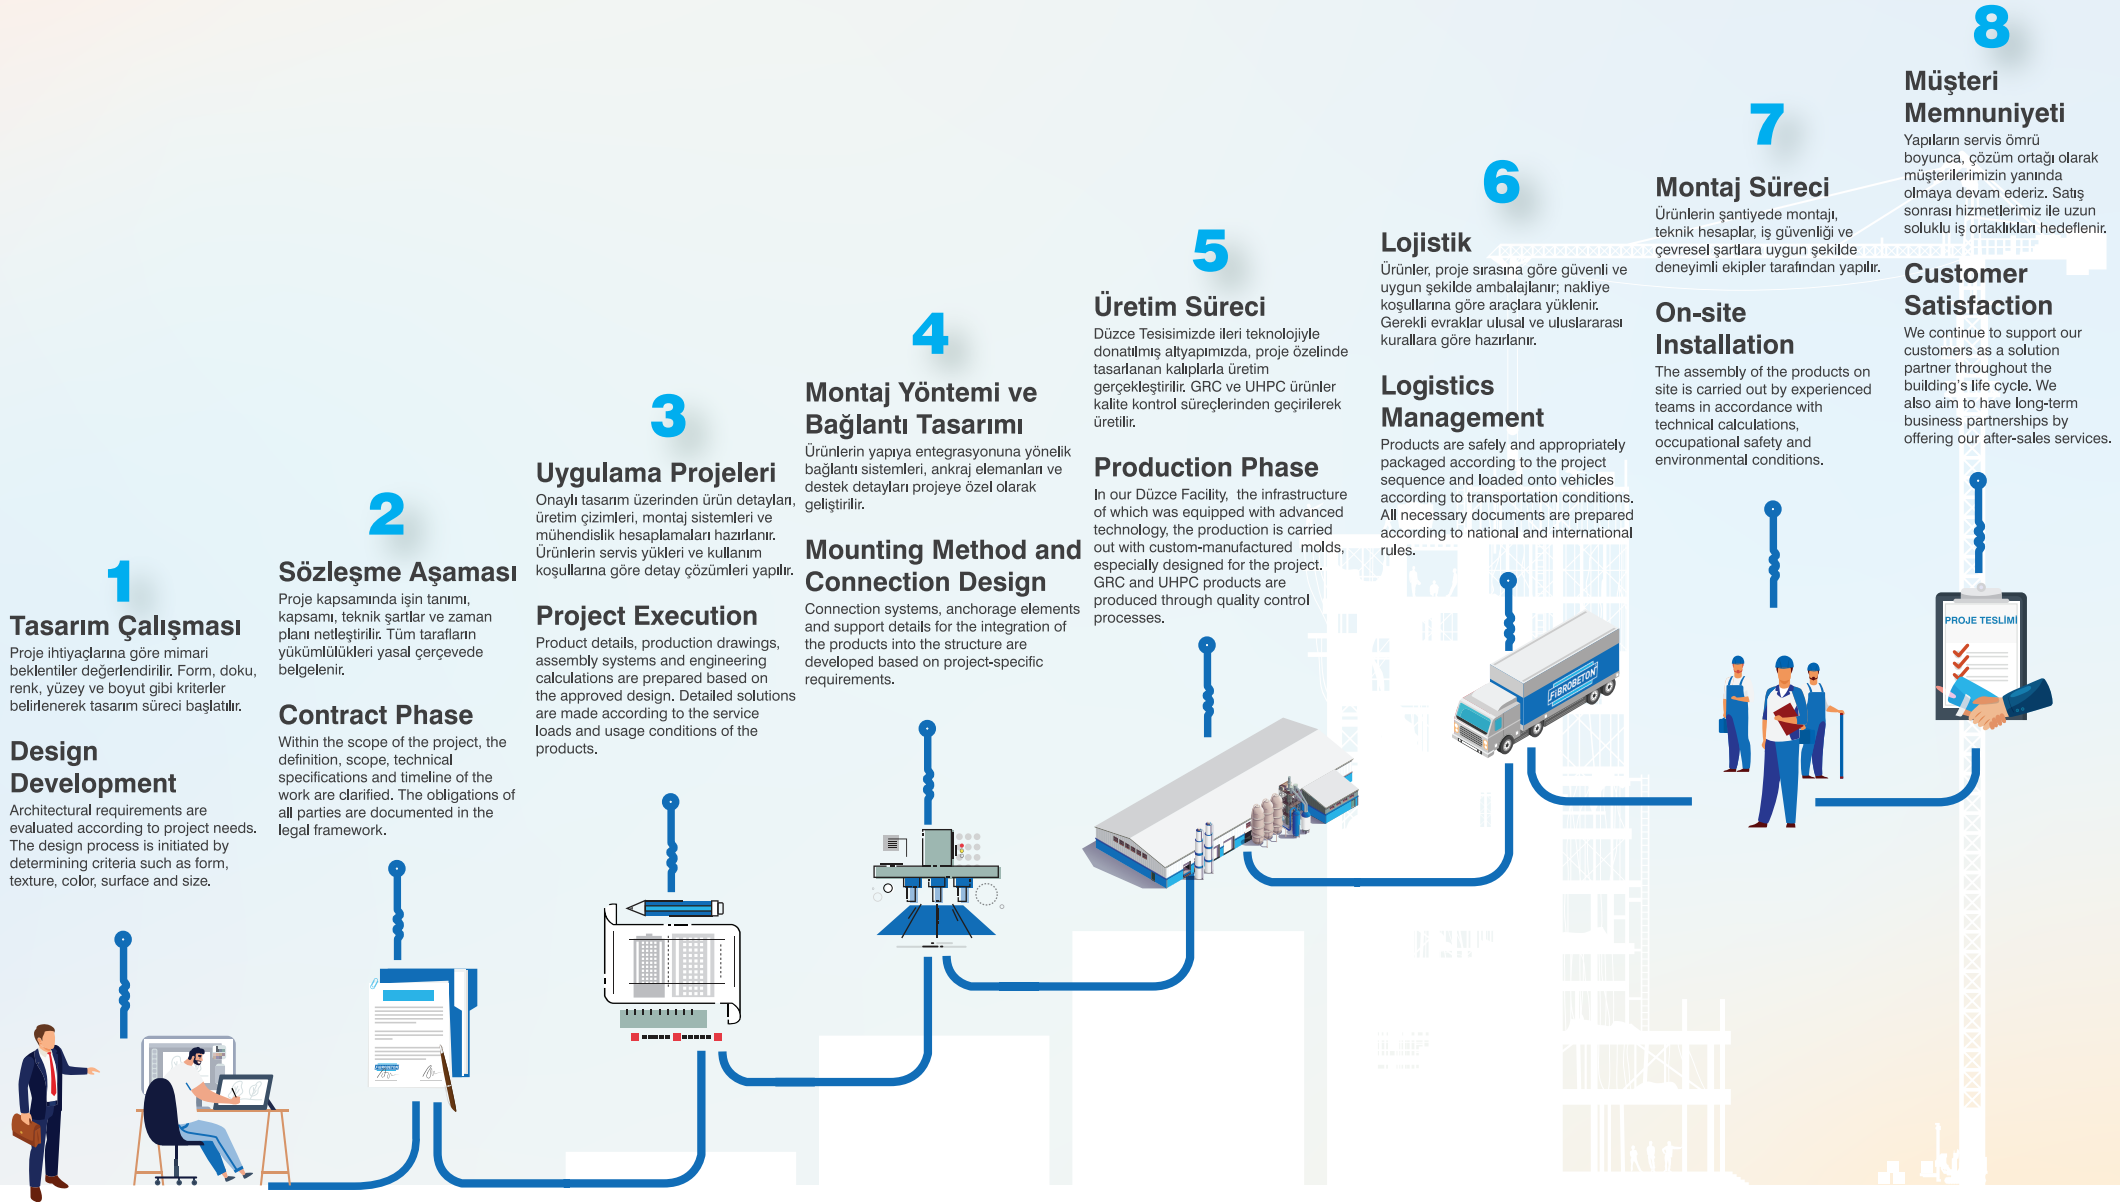 1
Tasarım Çalışması
Proje ihtiyaçlarına göre mimari
beklentiler değerlendirilir. Form, doku,
renk, yüzey ve boyut gibi kriterler
belirlenerek tasarım süreci başlatılır.
Design
Development
Architectural requirements are
evaluated according to project needs.
The design process is initiated by
determining criteria such as form,
texture, color, surface and size.
2
Sözleşme Aşaması
Proje kapsamında işin tanımı,
kapsamı, teknik şartlar ve zaman
planı netleştirilir. Tüm tarafların
yükümlülükleri yasal çerçevede
belgelenir.
Contract Phase
Within the scope of the project, the
definition, scope, technical
specifications and timeline of the
work are clarified. The obligations of
all parties are documented in the
legal framework.
3
Uygulama Projeleri
Onaylı tasarım üzerinden ürün detayları,
üretim çizimleri, montaj sistemleri ve
mühendislik hesaplamaları hazırlanır.
Ürünlerin servis yükleri ve kullanım
koşullarına göre detay çözümleri yapılır.
Project Execution
Product details, production drawings,
assembly systems and engineering
calculations are prepared based on
the approved design. Detailed solutions
are made according to the service
loads and usage conditions of the
products.
4
Montaj Yöntemi ve
Bağlantı Tasarımı
Ürünlerin yapıya entegrasyonuna yönelik
bağlantı sistemleri, ankraj elemanları ve
destek detayları projeye özel olarak
geliştirilir.
Mounting Method and
Connection Design
Connection systems, anchorage elements
and support details for the integration of
the products into the structure are
developed based on project-specific
requirements.
5
Üretim Süreci
Düzce Tesisimizde ileri teknolojiyle
donatılmış altyapımızda, proje özelinde
tasarlanan kalıplarla üretim
gerçekleştirilir. GRC ve UHPC ürünler
kalite kontrol süreçlerinden geçirilerek
üretilir.
Production Phase
In our Düzce Facility, the infrastructure
of which was equipped with advanced
technology, the production is carried
out with custom-manufactured molds,
especially designed for the project.
GRC and UHPC products are
produced through quality control
processes.
6
Lojistik
Ürünler, proje sırasına göre güvenli ve
uygun şekilde ambalajlanır; nakliye
koşullarına göre araçlara yüklenir.
Gerekli evraklar ulusal ve uluslararası
kurallara göre hazırlanır.
Logistics
Management
Products are safely and appropriately
packaged according to the project
sequence and loaded onto vehicles
according to transportation conditions.
All necessary documents are prepared
according to national and international
rules.
FİBROBETON
7
Montaj Süreci
Ürünlerin şantiyede montajı,
teknik hesaplar, iş güvenliği ve
çevresel şartlara uygun şekilde
deneyimli ekipler tarafından yapılır.
On-site
Installation
The assembly of the products on
site is carried out by experienced
teams in accordance with
technical calculations,
occupational safety and
environmental conditions.
8
Müşteri
Memnuniyeti
Yapıların servis ömrü
boyunca, çözüm ortağı olarak
müşterilerimizin yanında
olmaya devam ederiz. Satış
sonrası hizmetlerimiz ile uzun
soluklu iş ortaklıkları hedeflenir.
Customer
Satisfaction
We continue to support our
customers as a solution
partner throughout the
building's life cycle. We
also aim to have long-term
business partnerships by
offering our after-sales services.
PROJE TESLİMİ